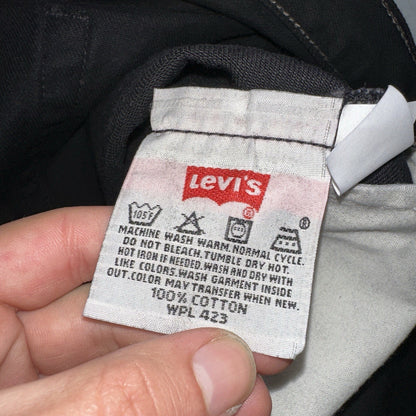 Levi's
®
105F ®
MACHINE WASH WARM. NORMAL CYCLE.
DO NOT BLEACH. TUMBLE DRY HOT.
HOT IRON IF NEEDED. WASH AND DRY WITH
LIKE COLORS. WASH GARMENT INSIDE
OUT. COLOR MAY TRANSFER WHEN NEW.
100% COTTON
WPL 423